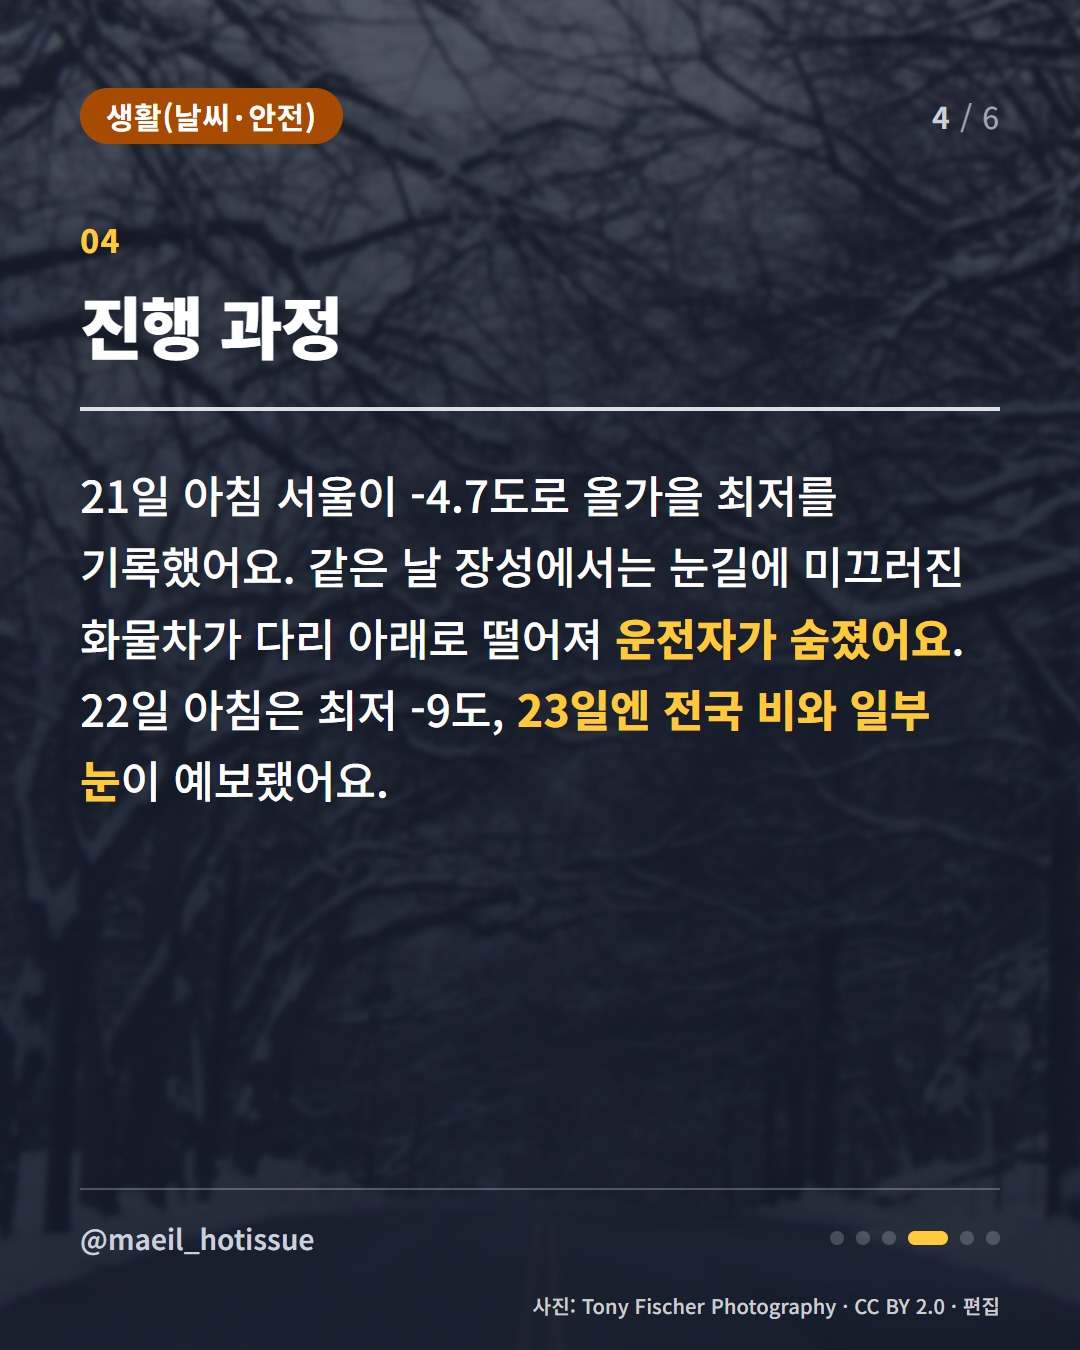 생활(날씨·안전)
4 / 6
04
진행 과정
21일 아침 서울이 -4.7도로 올가을 최저를
기록했어요. 같은 날 장성에서는 눈길에 미끄러진
화물차가 다리 아래로 떨어져 운전자가 숨졌어요.
22일 아침은 최저 -9도, 23일엔 전국 비와 일부
눈이 예보됐어요.
@maeil_hotissue
사진: Tony Fischer Photography · CC BY 2.0 · 편집